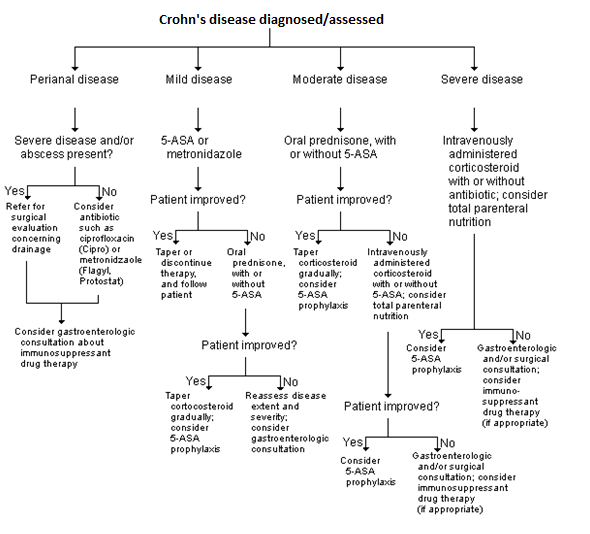 Crohn's disease diagnosed/assessed
Perianal disease
Mild disease
Moderate disease
Severe disease
Severe disease and/or
abscess present?
Yes
No
Refer for
surgical
evaluation
concerning
drainage
Consider
antibiotic
such as
ciprofloxacin
(Cipro) or
metronidzaole
(Flagyl,
Protostat)
Consider gastroenterologic
consultation about
immunosuppressant
drug therapy
5-ASA or
metronidazole
Patient improved?
Yes
No
Taper or
discontinue
therapy,
and follow
patient
Oral
prednisone,
with or
without
5-ASA
Patient improved?
Yes
No
Taper
cortocosteroid
gradually;
consider
5-ASA
prophylaxis
Reassess disease
extent and
severity;
consider
gastroenterologic
consultation
Oral prednisone, with
or without 5-ASA
Patient improved?
Yes
No
Taper
corticosteroid
gradually;
consider
5-ASA
prophylaxis
Intravenously
administered
corticosteroid
with or without
5-ASA; consider
total parenteral
nutrition
Patient improved?
Yes
No
Consider
5-ASA
prophylaxis
Gastroenterologic
and/or surgical
consultation; consider
immunosuppressant
drug therapy
(if appropriate)
Intravenously
administered
corticosteroid
with or without
antibiotic; consider
total parenteral
nutrition
Yes
No
Consider
5-ASA
prophylaxis
Gastroenterologic
and/or surgical
consultation;
consider
immuno-
suppressant
drug therapy
(if appropriate)